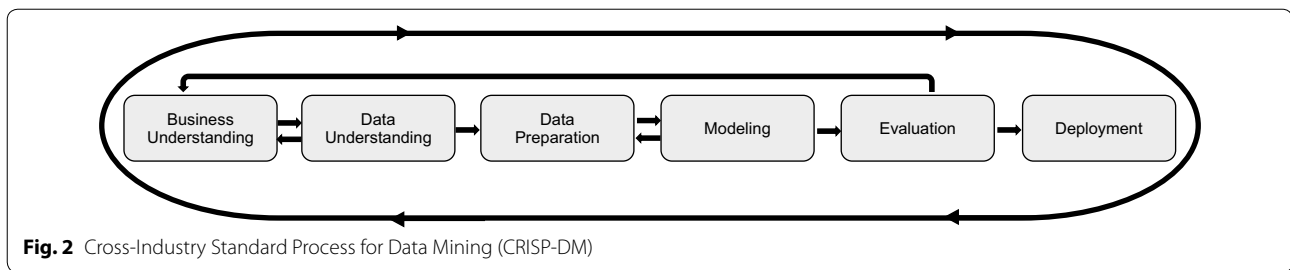 Business
Understanding
Data
Understanding
Data
Preparation
Modeling
Evaluation
Deployment
Fig. 2 Cross-Industry Standard Process for Data Mining (CRISP-DM)